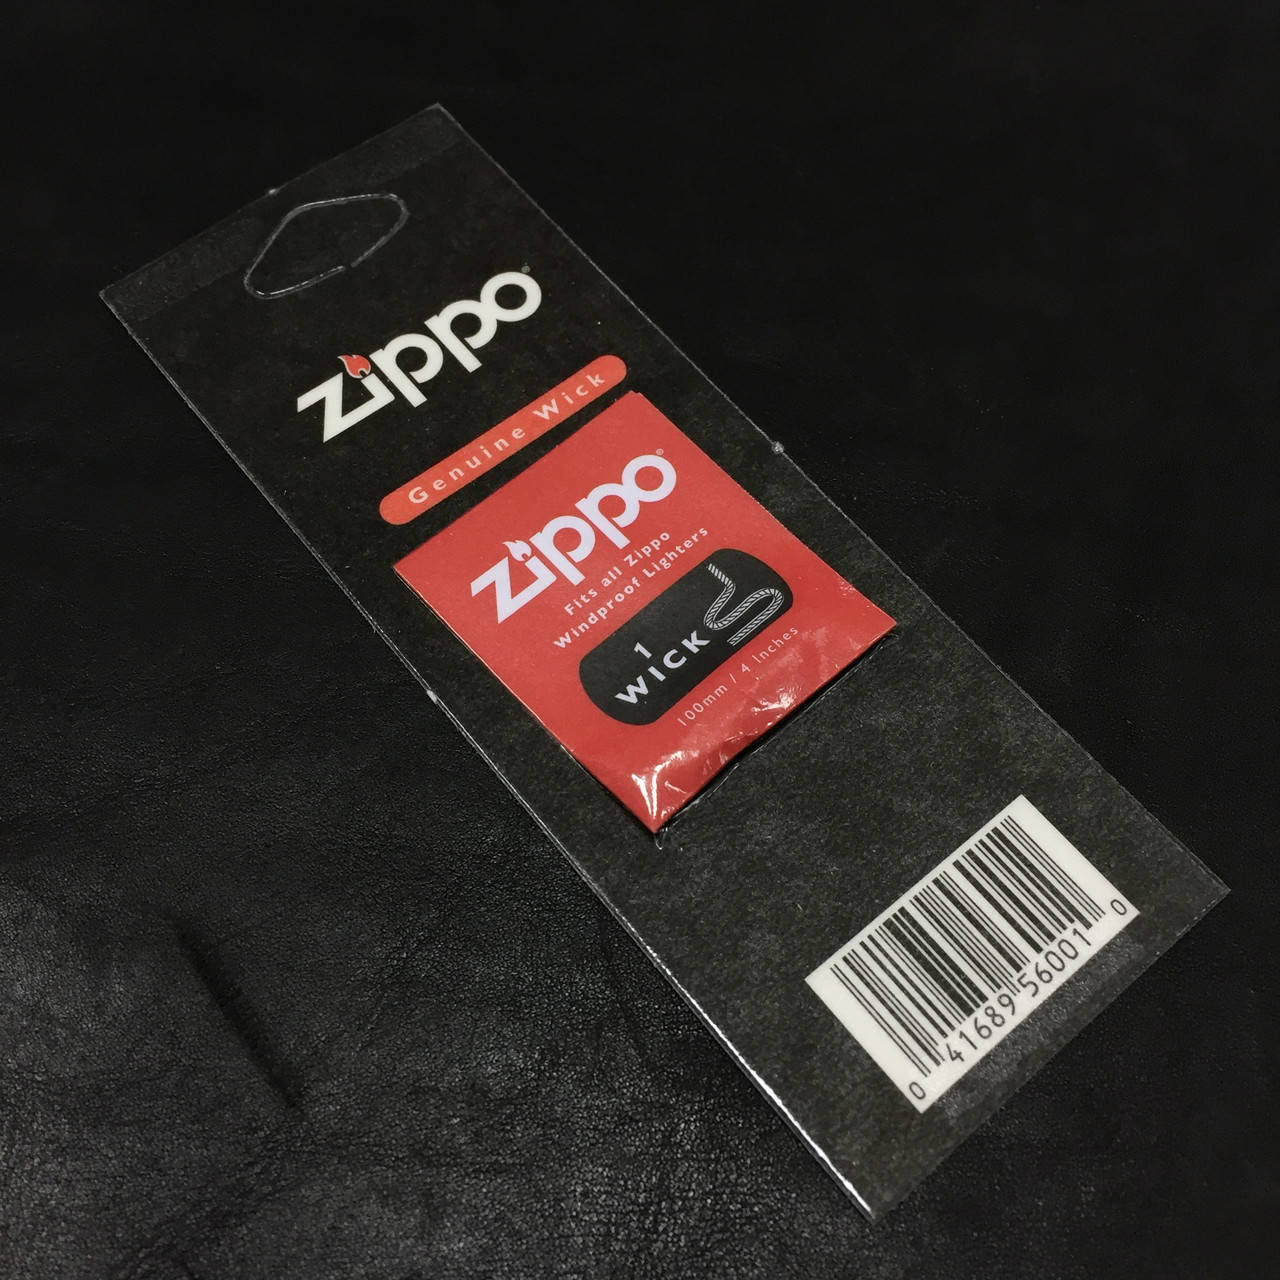 zippo®
Genuine Wick
zippo®
Fits all Zippo
Windproof Lighters
1
WICK
100mm / 4 Inches
0 41689 56001 0